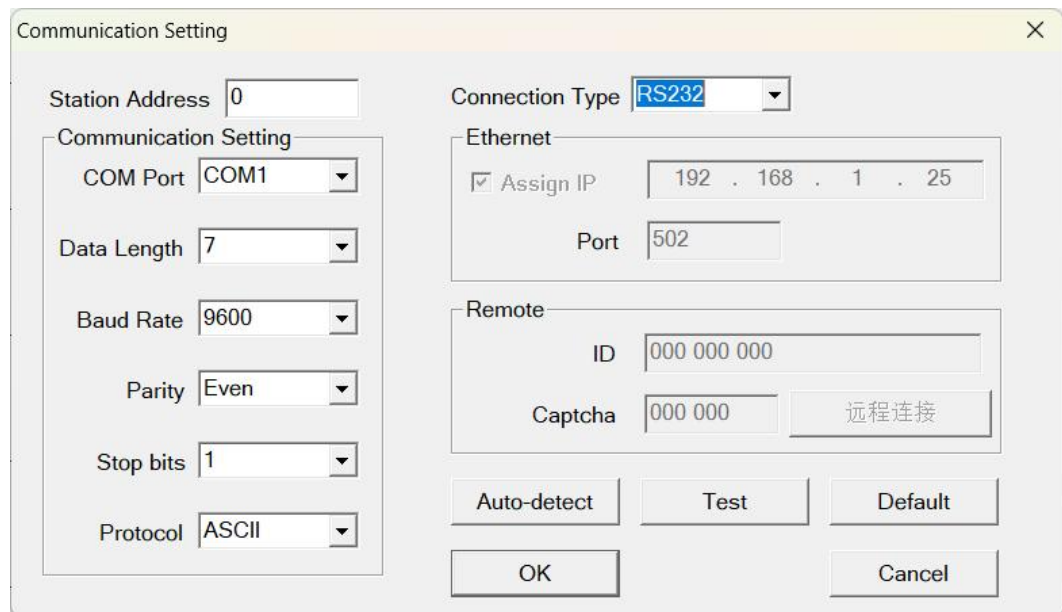 Communication Setting
Station Address 0
Communication Setting
COM Port COM1
Data Length 7
Baud Rate 9600
Parity Even
Stop bits 1
Protocol ASCII
Connection Type RS232
Ethernet
Assign IP 192 . 168 . 1 . 25
Port 502
Remote
ID 000 000 000
Captcha 000 000 远程连接
Auto-detect Test Default
OK Cancel